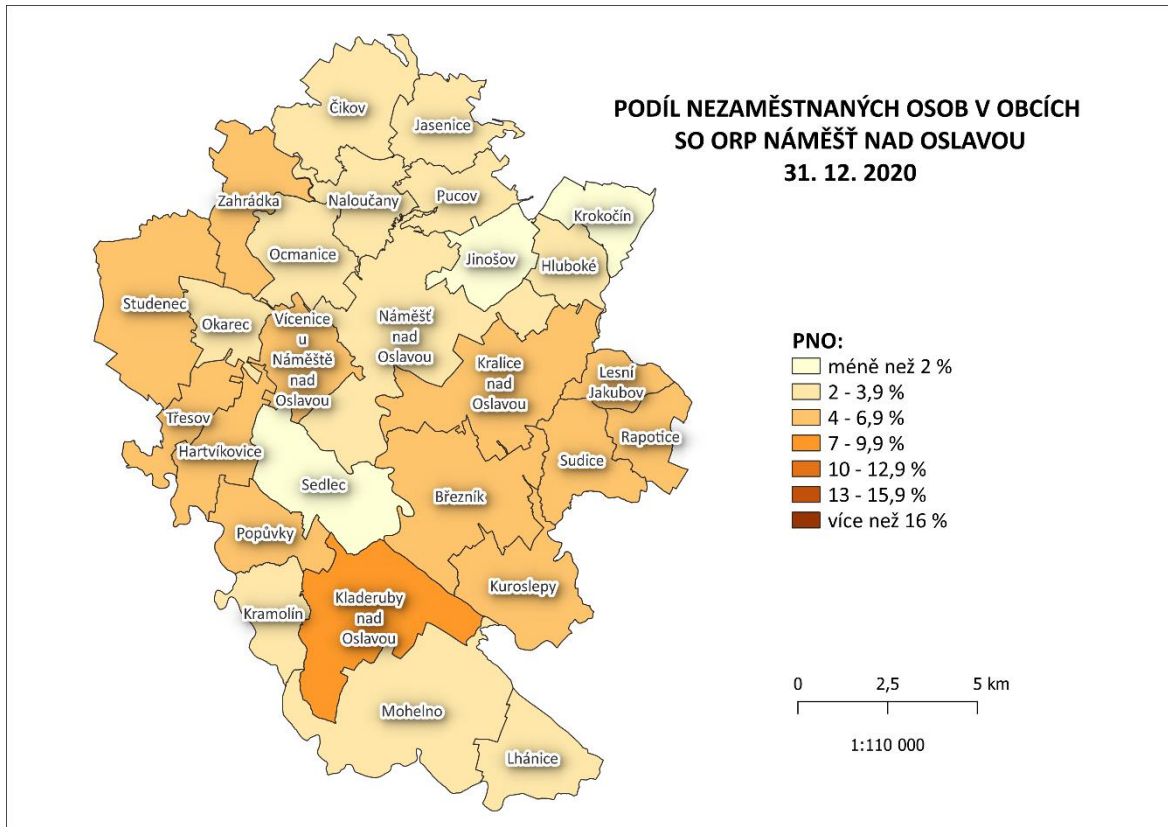 PODÍL NEZAMĚSTNANÝCH OSOB V OBCÍCH
SO ORP NÁMĚŠŤ NAD OSLAVOU
31. 12. 2020
Čikov
Jasenice
Zahrádka
Naloučany
Pucov
Krokočín
Ocmanice
Jinošov
Hluboké
Studenec
Okarec
Vícenice
u
Náměště
nad
Oslavou
Náměšť
nad
Oslavou
Kralice
nad
Oslavou
Lesní
Jakubov
Třesov
Hartvíkovice
Rapotice
Sudice
Sedlec
Březník
Popůvky
Kuroslepy
Kramolín
Kladeruby
nad
Oslavou
Mohelno
Lhánice
PNO:
méně než 2 %
2 - 3,9 %
4 - 6,9 %
7 - 9,9 %
10 - 12,9 %
13 - 15,9 %
více než 16 %
0 2,5 5 km
1:110 000